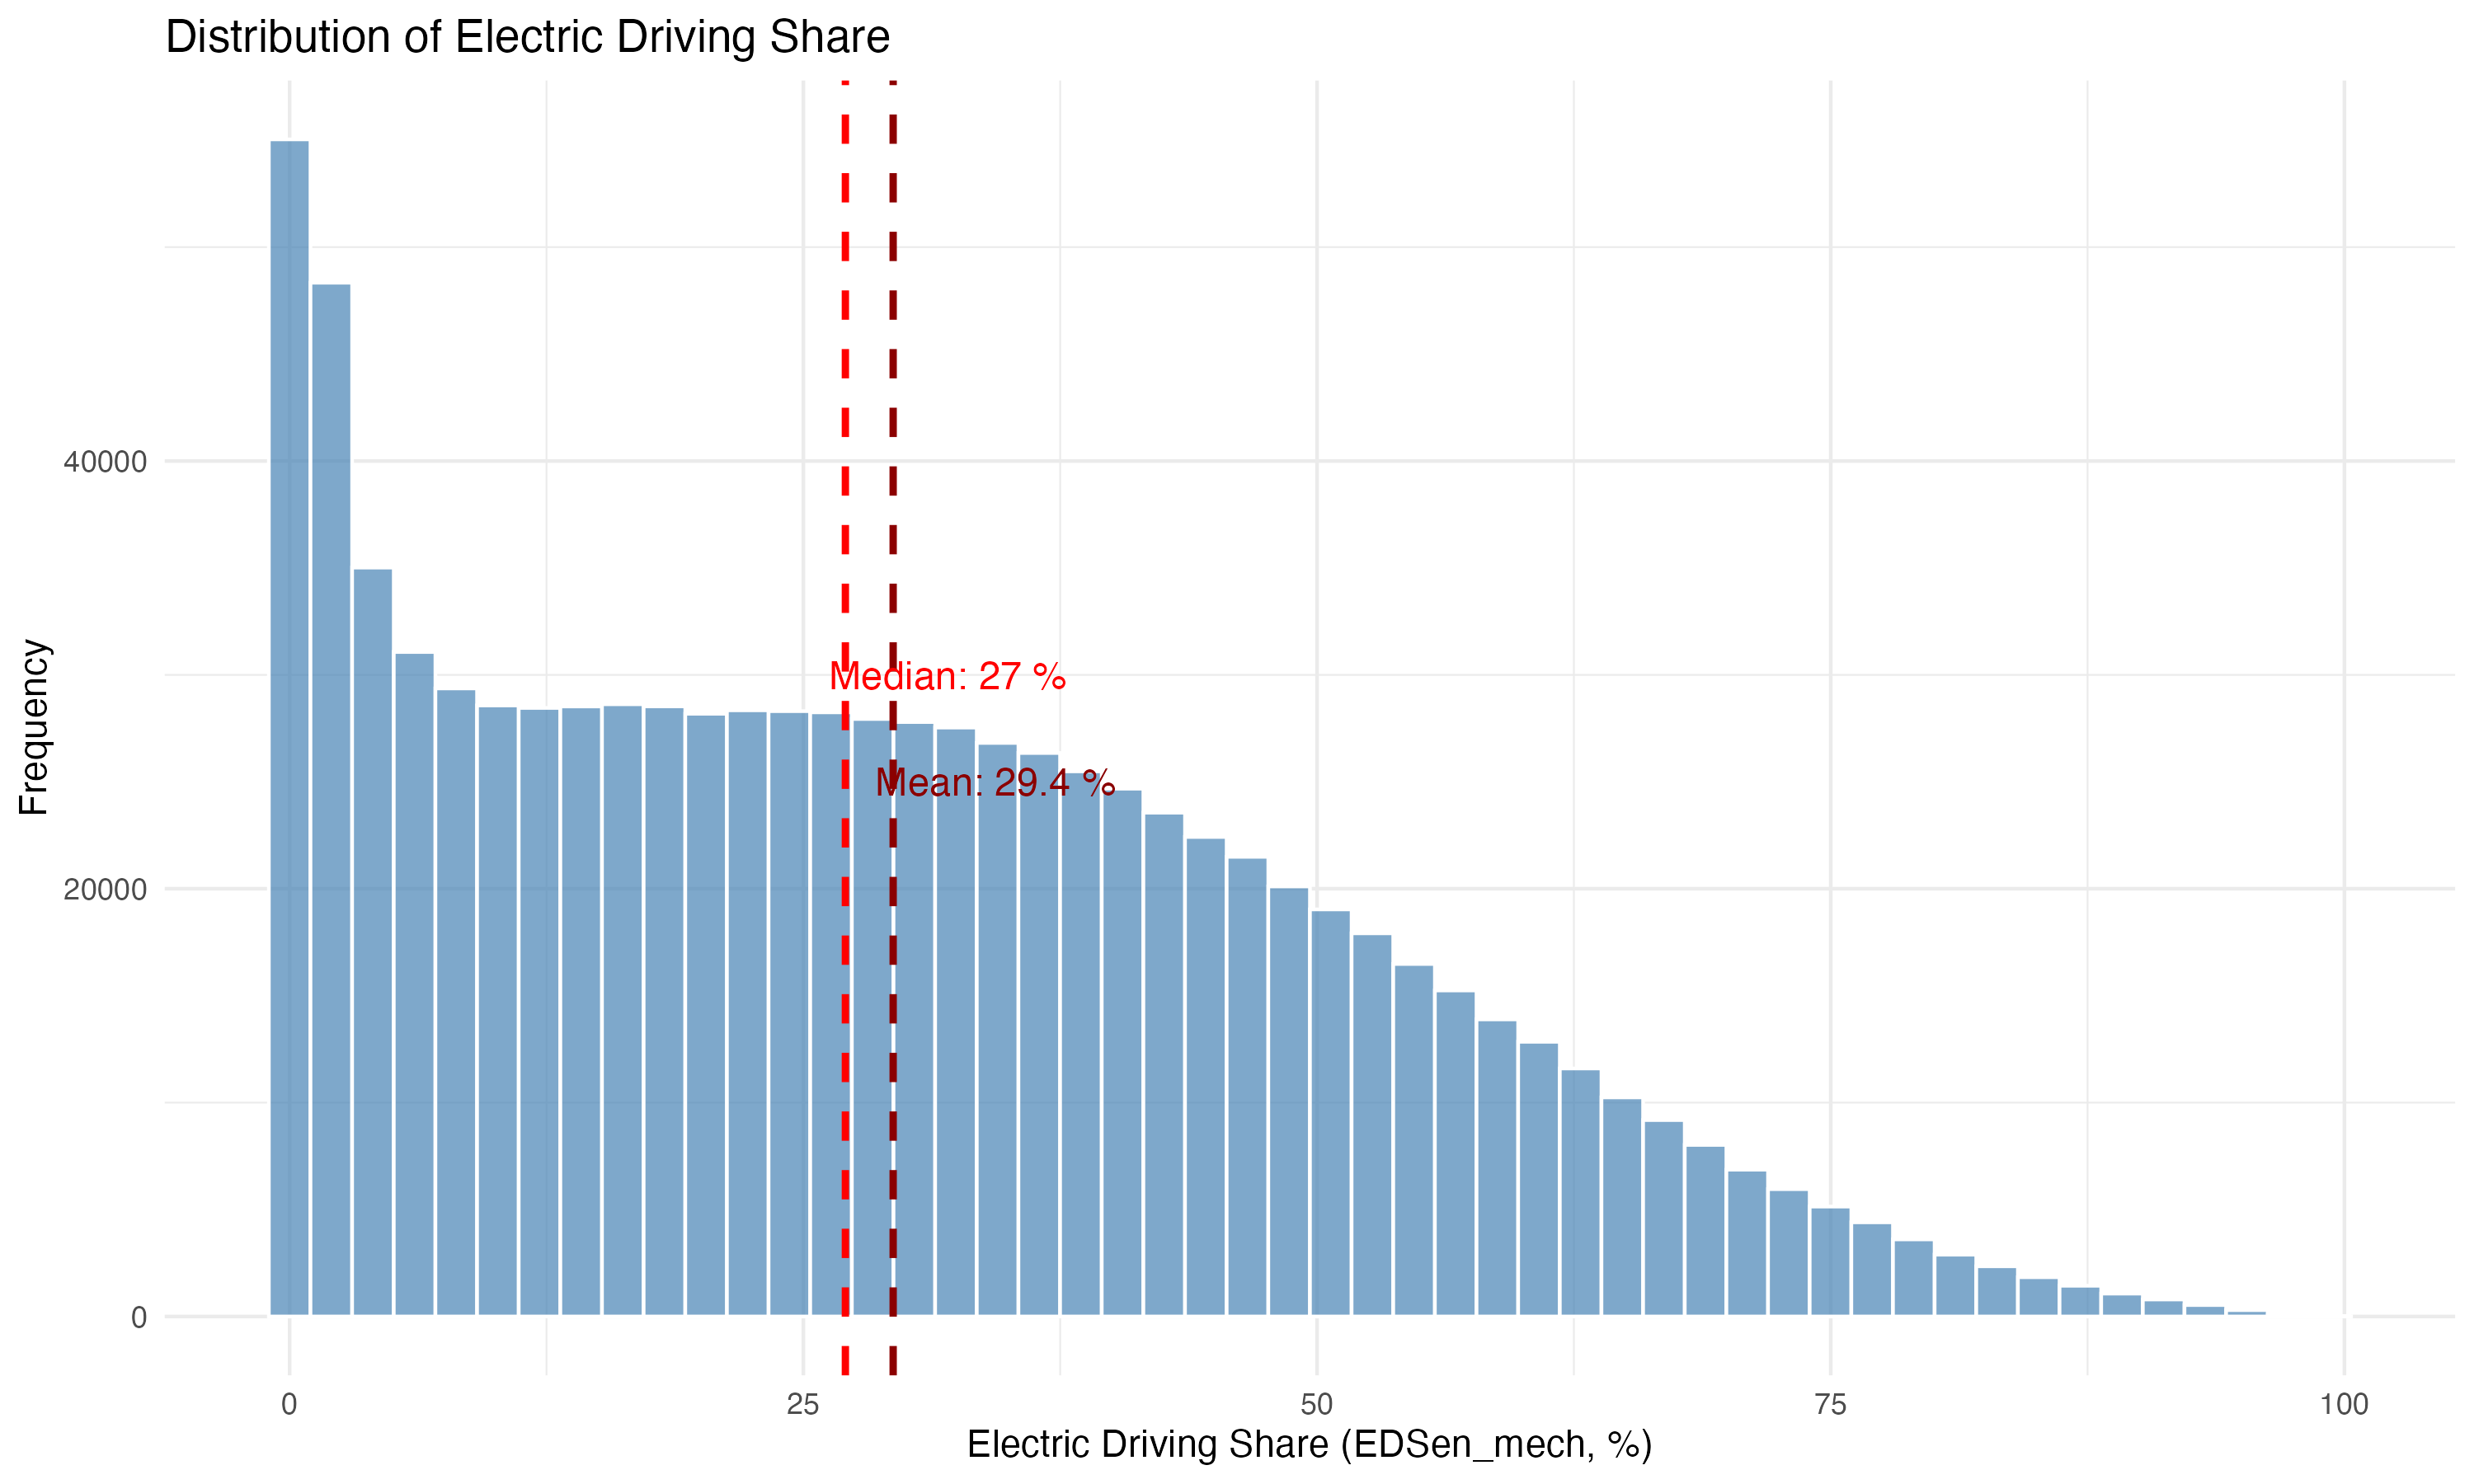 Distribution of Electric Driving Share
Frequency
40000
20000
0
Median: 27 %
Mean: 29.4 %
0
25
50
75
100
Electric Driving Share (EDSen_mech, %)